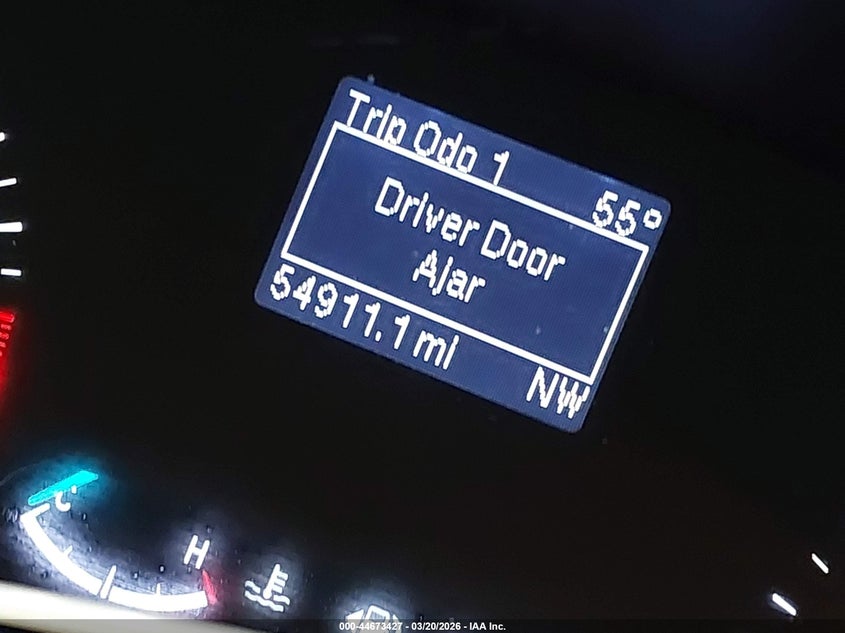 Trip Odo 1
55°
Driver Door
Ajar
54911.1 mi
NW
C
H
000-44673427 - 03/20/2026 - IAA Inc.